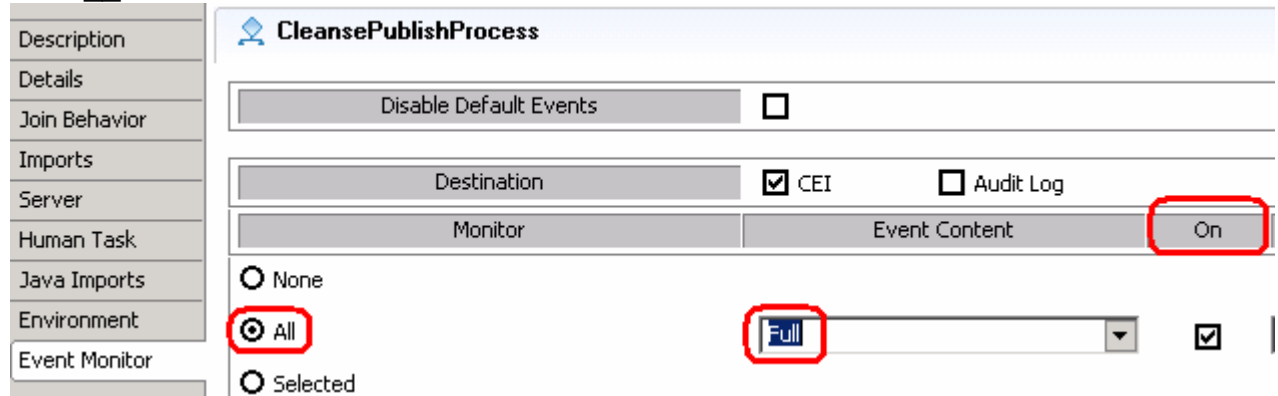 CleansePublishProcess
Description
Details
Join Behavior
Imports
Server
Human Task
Java Imports
Environment
Event Monitor
Disable Default Events
Destination CEI Audit Log
Monitor Event Content On
None
All Full
Selected